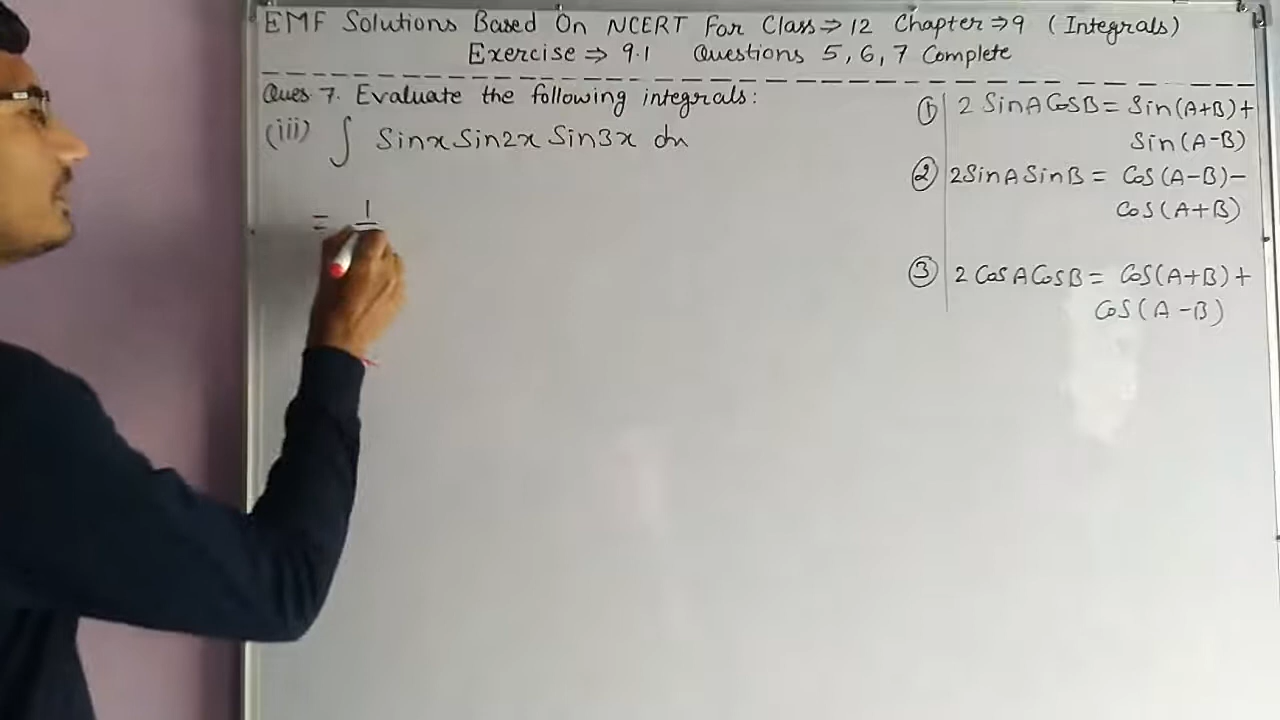 EMF Solutions Based On NCERT For Class⇒12 Chapter⇒9 (Integrals)
Exercise ⇒ 9.1 Questions 5, 6, 7 Complete
Ques 7. Evaluate the following integrals:
(iii) ∫ Sinx Sin2x Sin3x dx
= 1
① 2 SinA CosB = Sin(A+B)+
Sin(A-B)
② 2SinA SinB = Cos(A-B)-
Cos(A+B)
③ 2 CosA CosB = Cos(A+B)+
Cos(A-B)